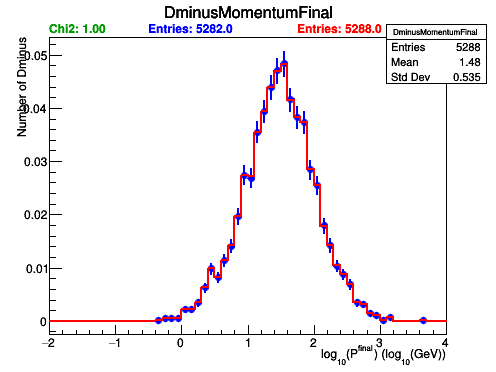 DminusMomentumFinal
Chi2: 1.00 Entries: 5282.0 Entries: 5288.0
DminusMomentumFinal
Entries 5288
Mean 1.48
Std Dev 0.535
Number of Dminus
0.05
0.04
0.03
0.02
0.01
0
−2 −1 0 1 2 3 4
log10(Pfinal) (log10(GeV))